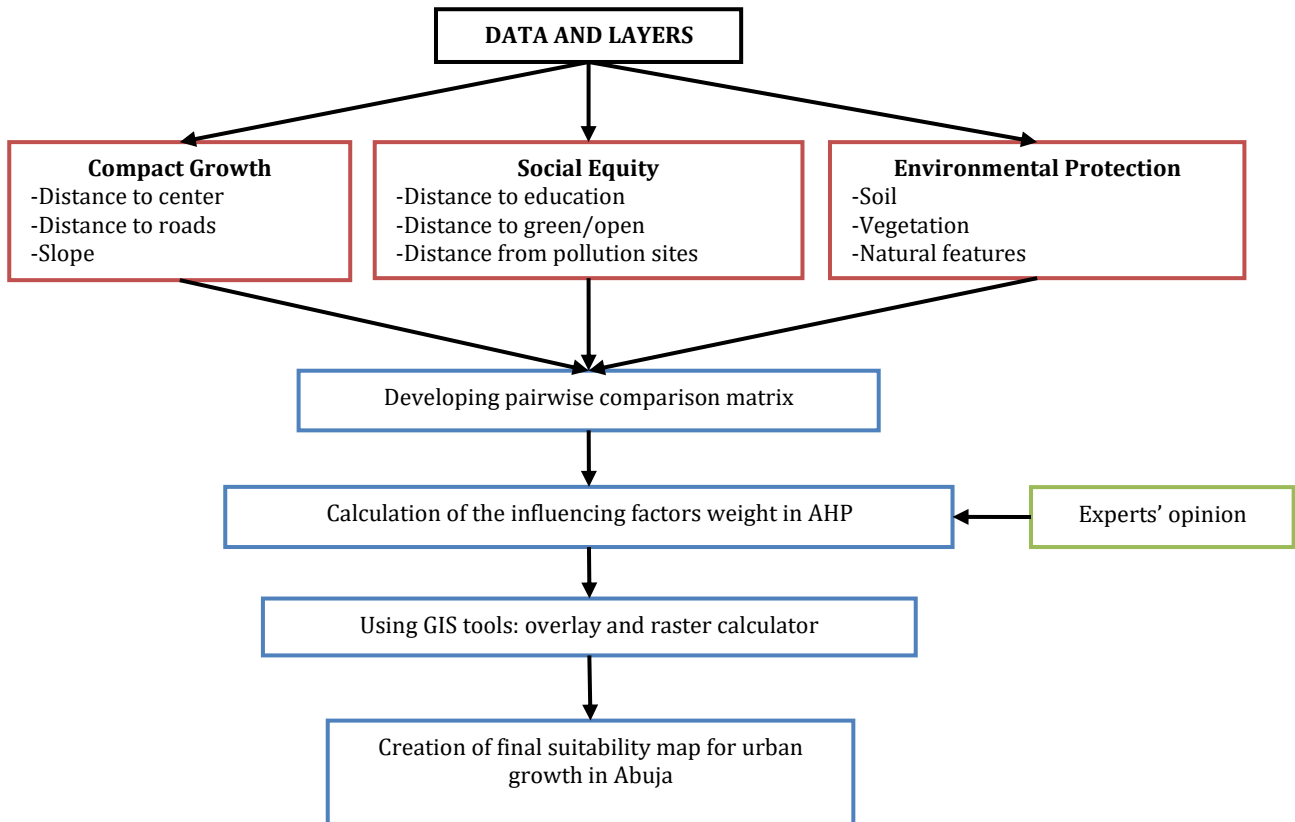 DATA AND LAYERS
Compact Growth
-Distance to center
-Distance to roads
-Slope
Social Equity
-Distance to education
-Distance to green/open
-Distance from pollution sites
Environmental Protection
-Soil
-Vegetation
-Natural features
Developing pairwise comparison matrix
Calculation of the influencing factors weight in AHP
Experts’ opinion
Using GIS tools: overlay and raster calculator
Creation of final suitability map for urban
growth in Abuja